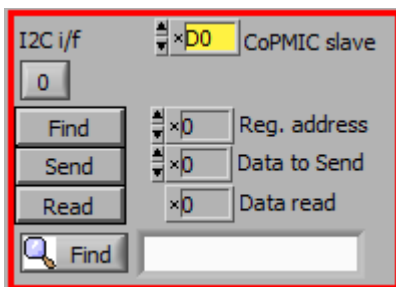 I2C i/f ×D0 CoPMIC slave
0
Find ×0 Reg. address
Send ×0 Data to Send
Read ×0 Data read
Find